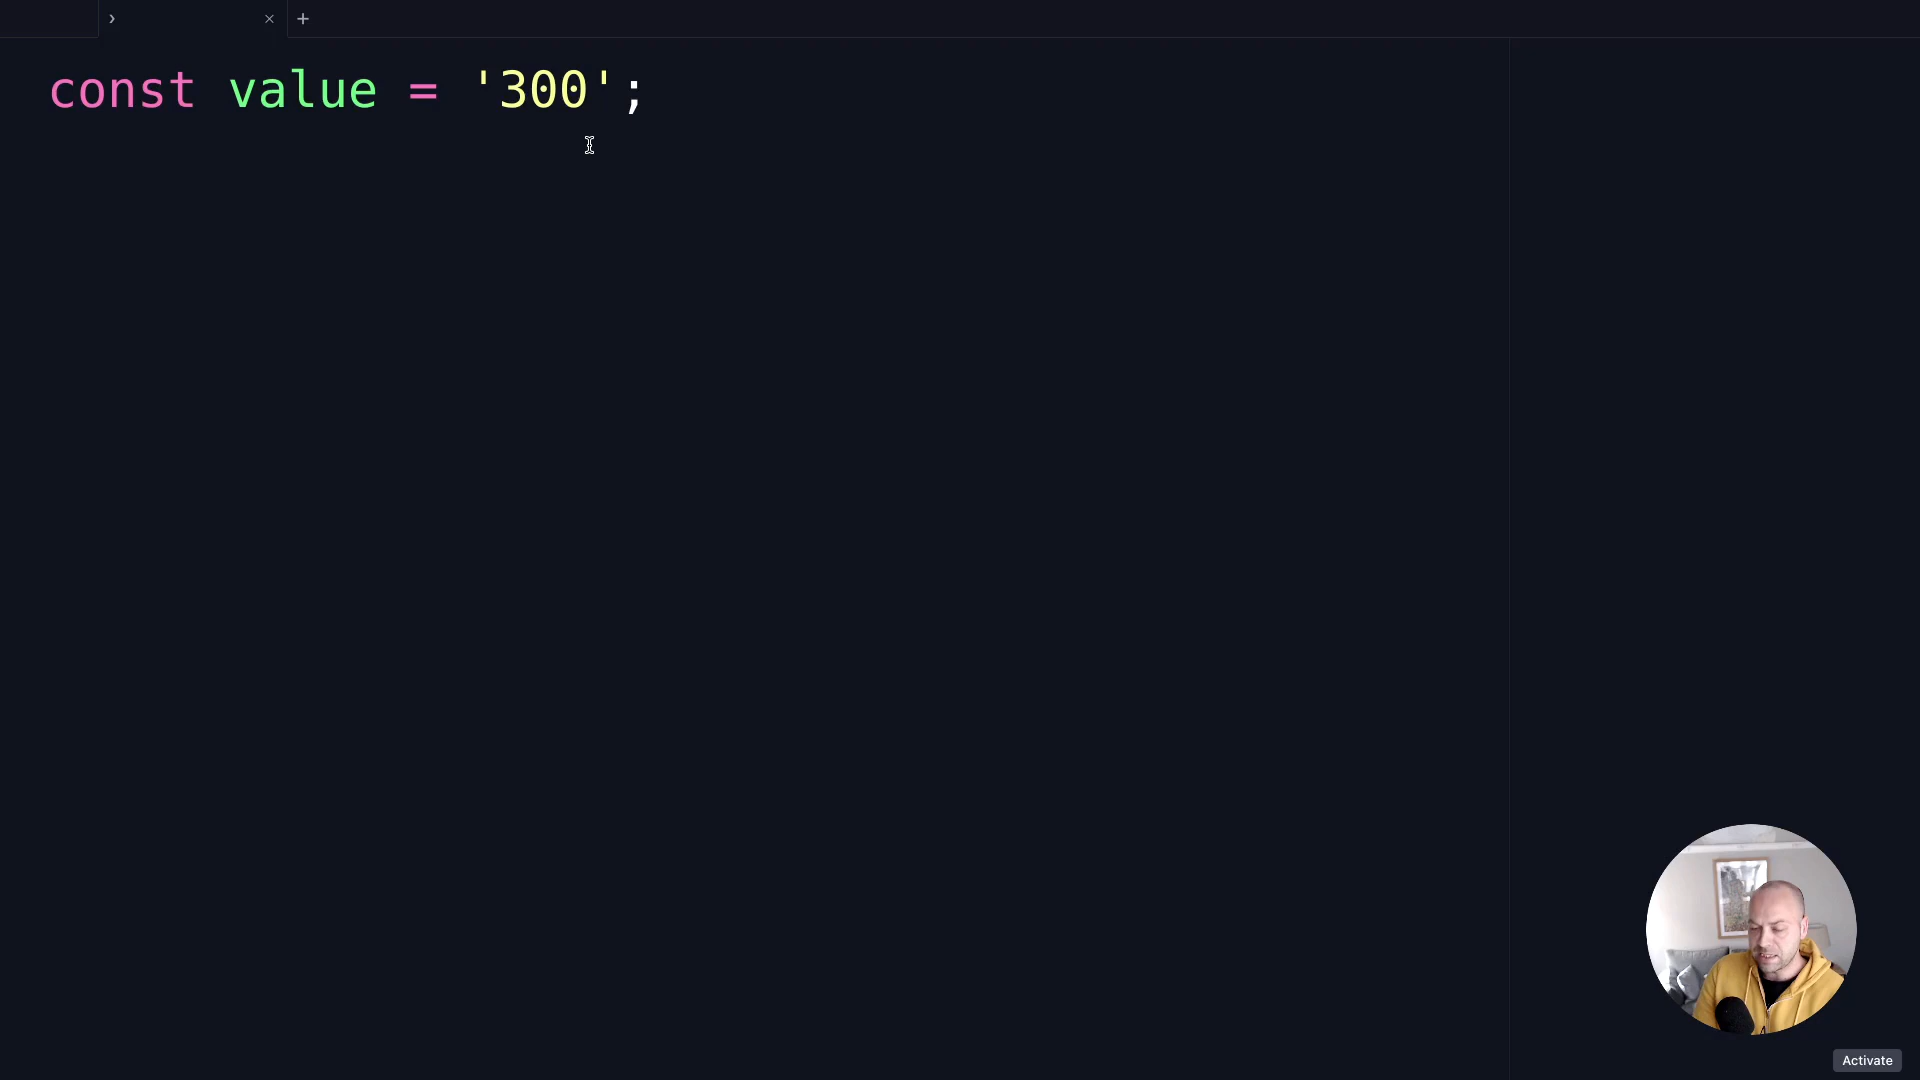 const value = '300';
Activate